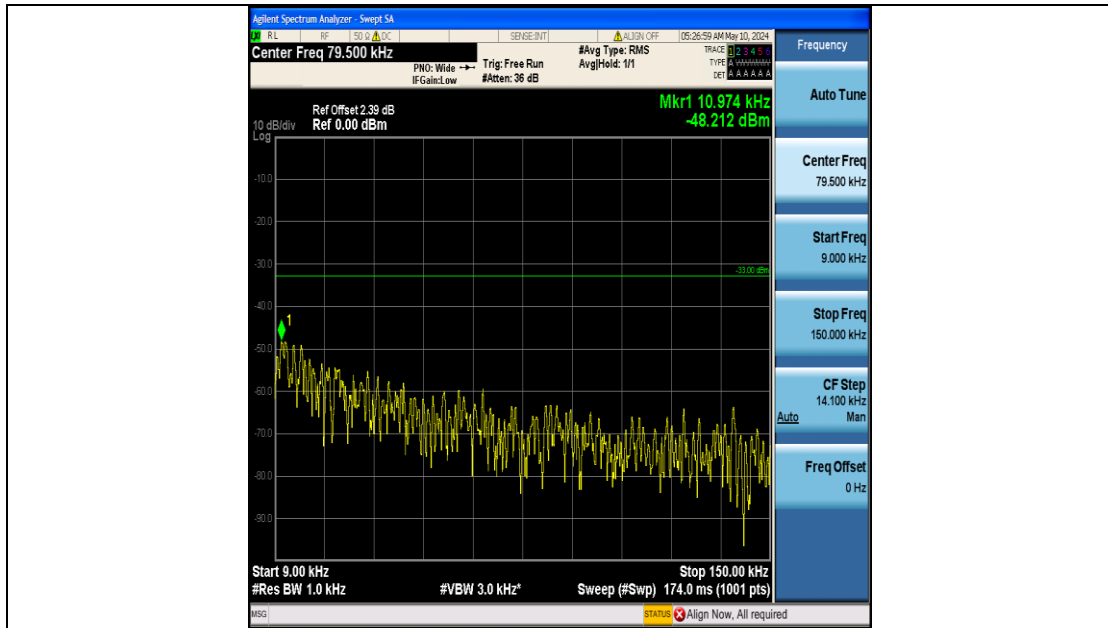 Agilent Spectrum Analyzer - Swept SA
RL RF 50 Ω DC SENSE:INT ALIGN OFF 05:26:59 AM May 10, 2024
Center Freq 79.500 kHz
PNO: Wide
IFGain:Low
Trig: Free Run
#Atten: 36 dB
#Avg Type: RMS
Avg|Hold: 1/1
TRACE 1 2 3 4 5 6
TYPE A
DET A A A A A A
Mkr1 10.974 kHz
-48.212 dBm
Ref Offset 2.39 dB
10 dB/div Ref 0.00 dBm
Log
-10.0
-20.0
-30.0
-33.00 dBm
-40.0
1
-50.0
-60.0
-70.0
-80.0
-90.0
Start 9.00 kHz
Stop 150.00 kHz
#Res BW 1.0 kHz
#VBW 3.0 kHz*
Sweep (#Swp) 174.0 ms (1001 pts)
MSG
STATUS
Align Now, All required
Frequency
Auto Tune
Center Freq
79.500 kHz
Start Freq
9.000 kHz
Stop Freq
150.000 kHz
CF Step
14.100 kHz
Auto Man
Freq Offset
0 Hz